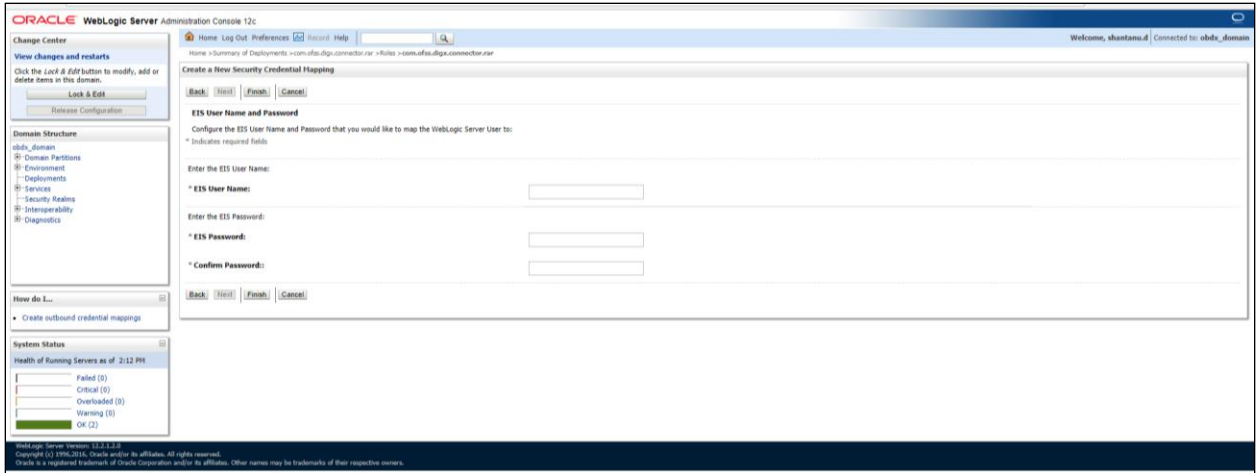 ORACLE WebLogic Server Administration Console 12c
Change Center
View changes and restarts
Click the Lock & Edit button to modify, add or
delete items in this domain.
Lock & Edit
Release Configuration
Domain Structure
obdx_domain
Domain Partitions
Environment
Deployments
Services
Security Realms
Interoperability
Diagnostics
How do I...
Create outbound credential mappings
System Status
Health of Running Servers as of 2:12 PM
Failed (0)
Critical (0)
Overloaded (0)
Warning (0)
OK (2)
Home Log Out Preferences Record Help
Welcome, shantanu.d Connected to: obdx_domain
Home >Summary of Deployments >com.ofss.digx.connector.rar >Roles >com.ofss.digx.connector.rar
Create a New Security Credential Mapping
Back Next Finish Cancel
EIS User Name and Password
Configure the EIS User Name and Password that you would like to map the WebLogic Server User to:
* Indicates required fields
Enter the EIS User Name:
* EIS User Name:
Enter the EIS Password:
* EIS Password:
* Confirm Password::
Back Next Finish Cancel
WebLogic Server Version: 12.2.1.2.0
Copyright (c) 1996,2016, Oracle and/or its affiliates. All rights reserved.
Oracle is a registered trademark of Oracle Corporation and/or its affiliates. Other names may be trademarks of their respective owners.